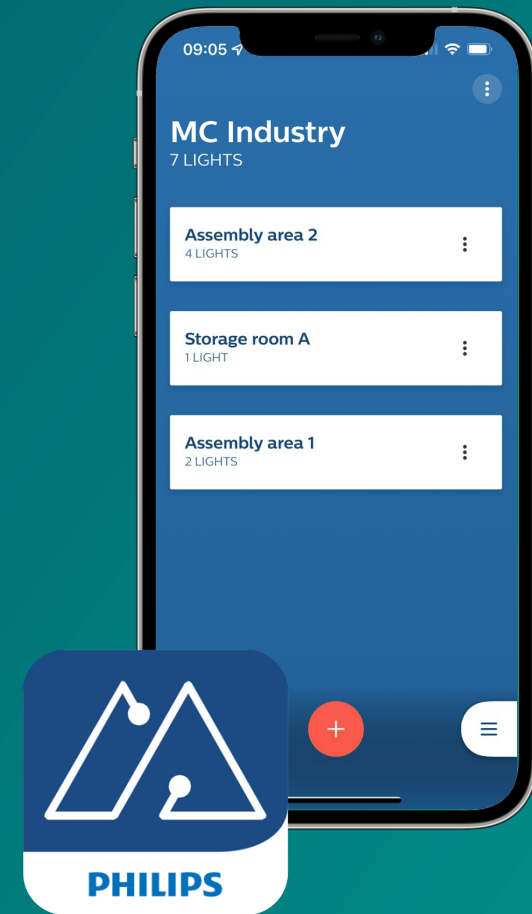 09:05
MC Industry
7 LIGHTS
Assembly area 2
4 LIGHTS
Storage room A
1 LIGHT
Assembly area 1
2 LIGHTS
PHILIPS